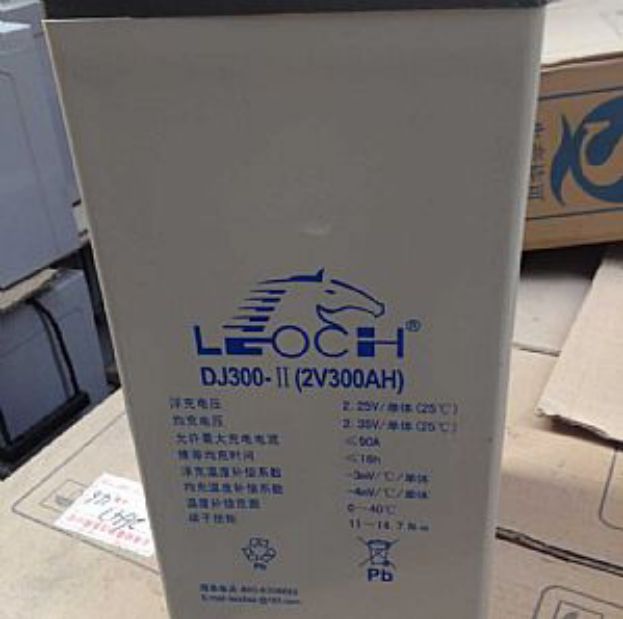 LEOCH®
DJ300-II(2V300AH)
浮充电压 2.25V/单体(25℃)
均充电压 2.35V/单体(25℃)
允许最大充电电流 ≤90A
推荐均充时间 ≤16h
浮充温度补偿系数 -3mV/℃/单体
均充温度补偿系数 -4mV/℃/单体
温度补偿范围 0~40℃
端子扭矩 11~14.7N·m
Pb
Pb